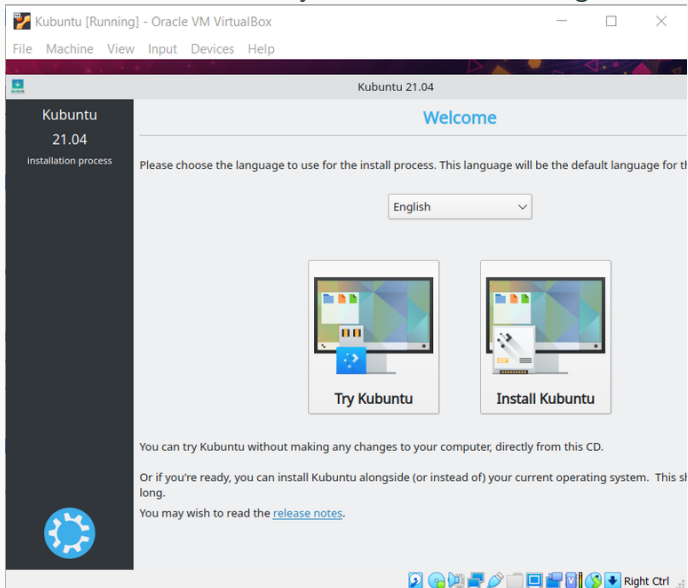 Kubuntu [Running] - Oracle VM VirtualBox
File Machine View Input Devices Help
Kubuntu 21.04
Kubuntu
21.04
installation process
Welcome
Please choose the language to use for the install process. This language will be the default language for
English
Try Kubuntu
Install Kubuntu
You can try Kubuntu without making any changes to your computer, directly from this CD.
Or if you're ready, you can install Kubuntu alongside (or instead of) your current operating system. This
long.
You may wish to read the release notes.
Right Ctrl